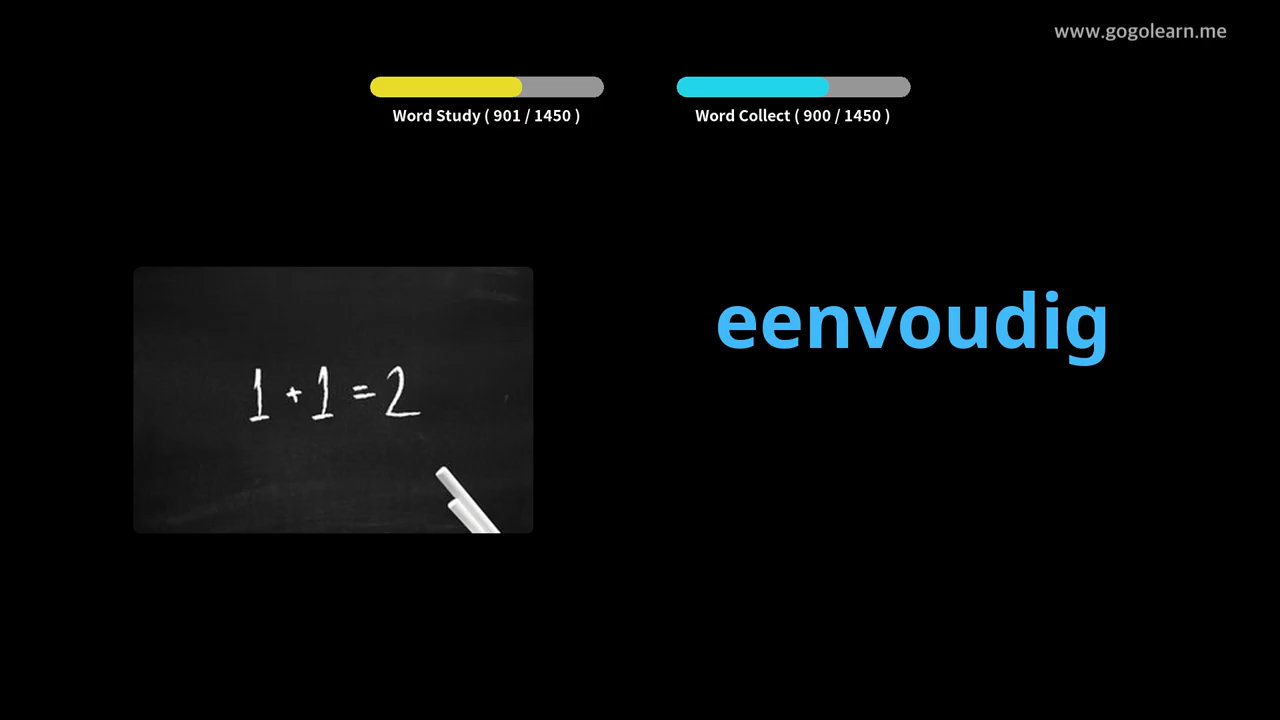 www.gogolearn.me
Word Study ( 901 / 1450 )
Word Collect ( 900 / 1450 )
eenvoudig
1 + 1 = 2